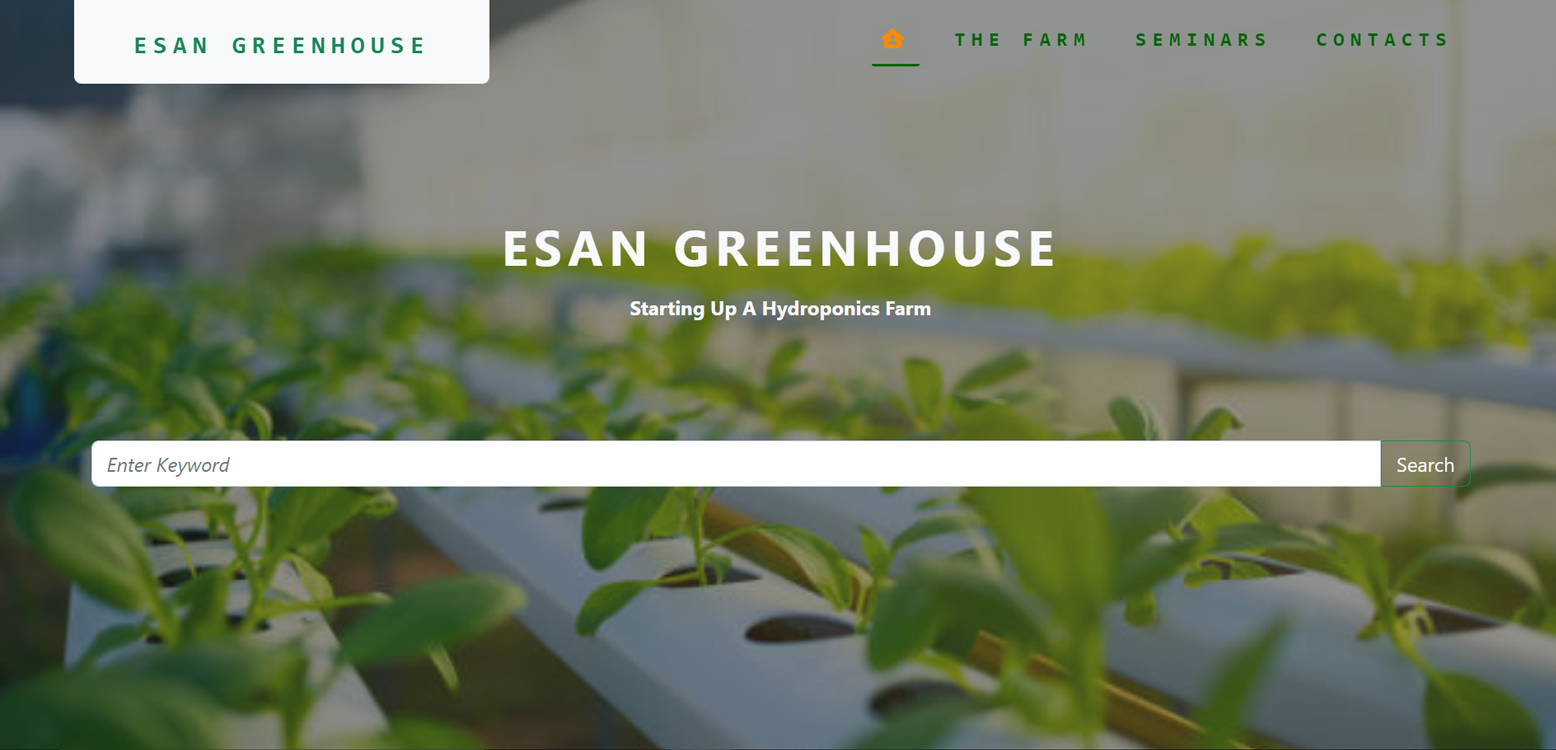 ESAN GREENHOUSE
THE FARM SEMINARS CONTACTS
ESAN GREENHOUSE
Starting Up A Hydroponics Farm
Enter Keyword Search